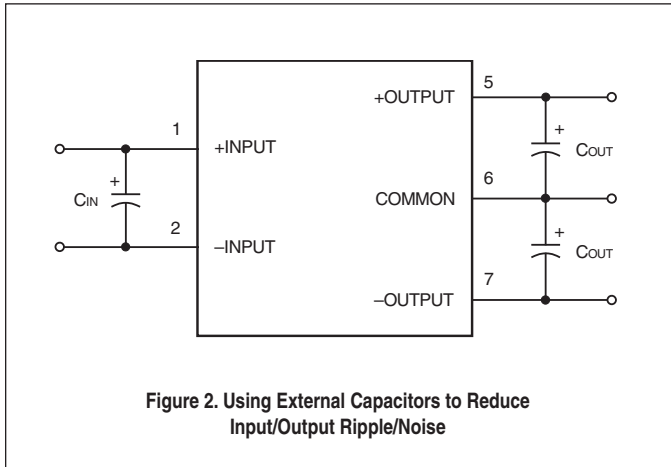 5
+OUTPUT
+
1
+INPUT
COUT
+
CIN
6
COMMON
2
–INPUT
+
COUT
7
–OUTPUT
Figure 2. Using External Capacitors to Reduce
Input/Output Ripple/Noise